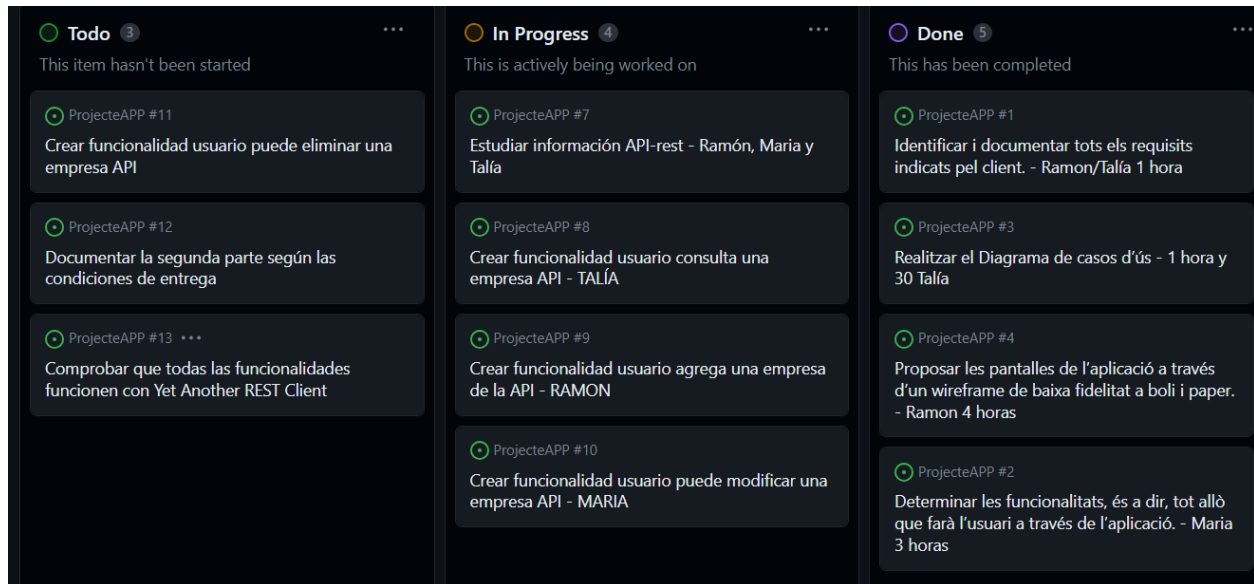 Todo 3
This item hasn't been started
ProjecteAPP #11
Crear funcionalidad usuario puede eliminar una
empresa API
ProjecteAPP #12
Documentar la segunda parte según las
condiciones de entrega
ProjecteAPP #13
Comprobar que todas las funcionalidades
funcionen con Yet Another REST Client
In Progress 4
This is actively being worked on
ProjecteAPP #7
Estudiar información API-rest - Ramón, Maria y
Talía
ProjecteAPP #8
Crear funcionalidad usuario consulta una
empresa API - TALÍA
ProjecteAPP #9
Crear funcionalidad usuario agrega una empresa
de la API - RAMON
ProjecteAPP #10
Crear funcionalidad usuario puede modificar una
empresa API - MARIA
Done 5
This has been completed
ProjecteAPP #1
Identificar i documentar tots els requisits
indicats pel client. - Ramon/Talía 1 hora
ProjecteAPP #3
Realitzar el Diagrama de casos d'ús - 1 hora y
30 Talía
ProjecteAPP #4
Proposar les pantalles de l'aplicació a través
d'un wireframe de baixa fidelitat a boli i paper.
- Ramon 4 horas
ProjecteAPP #2
Determinar les funcionalitats, és a dir, tot allò
que farà l'usuari a través de l'aplicació. - Maria
3 horas